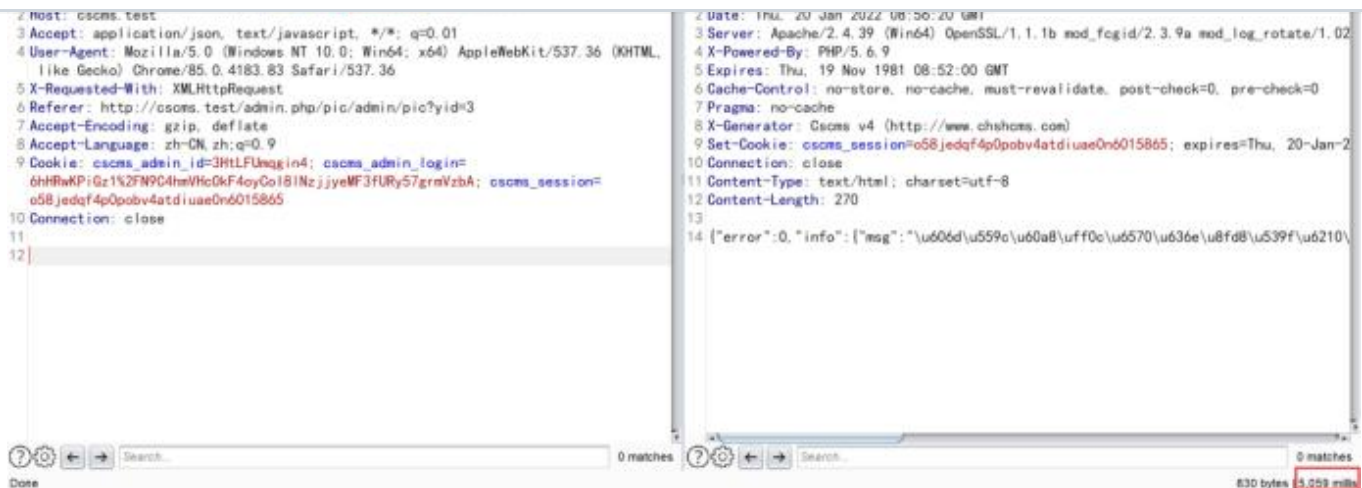 2 Host: cscms.test
3 Accept: application/json, text/javascript, */*; q=0.01
4 User-Agent: Mozilla/5.0 (Windows NT 10.0; Win64; x64) AppleWebKit/537.36 (KHTML,
like Gecko) Chrome/85.0.4183.83 Safari/537.36
5 X-Requested-With: XMLHttpRequest
6 Referer: http://cscms.test/admin.php/pic/admin/pic?yid=3
7 Accept-Encoding: gzip, deflate
8 Accept-Language: zh-CN,zh;q=0.9
9 Cookie: cscms_admin_id=3HtLFUmqgin4; cscms_admin_login=
6hHRwKPiGz1%2FN9C4hmVHcOkF4oyCol8lNzjjyeMF3fURy57grmVzbA; cscms_session=
o58jedqf4p0pobv4atdiuae0n6015865
10 Connection: close
11
12
2 Date: Thu, 20 Jan 2022 08:56:20 GMT
3 Server: Apache/2.4.39 (Win64) OpenSSL/1.1.1b mod_fcgid/2.3.9a mod_log_rotate/1.02
4 X-Powered-By: PHP/5.6.9
5 Expires: Thu, 19 Nov 1981 08:52:00 GMT
6 Cache-Control: no-store, no-cache, must-revalidate, post-check=0, pre-check=0
7 Pragma: no-cache
8 X-Generator: Cscms v4 (http://www.chshcms.com)
9 Set-Cookie: cscms_session=o58jedqf4p0pobv4atdiuae0n6015865; expires=Thu, 20-Jan-2
10 Connection: close
11 Content-Type: text/html; charset=utf-8
12 Content-Length: 270
13
14 {"error":0,"info":{"msg":"\u606d\u559c\u60a8\uff0c\u6570\u636e\u8fd8\u539f\u6210\
Search... 0 matches
Search... 0 matches
Done
830 bytes | 5,059 millis